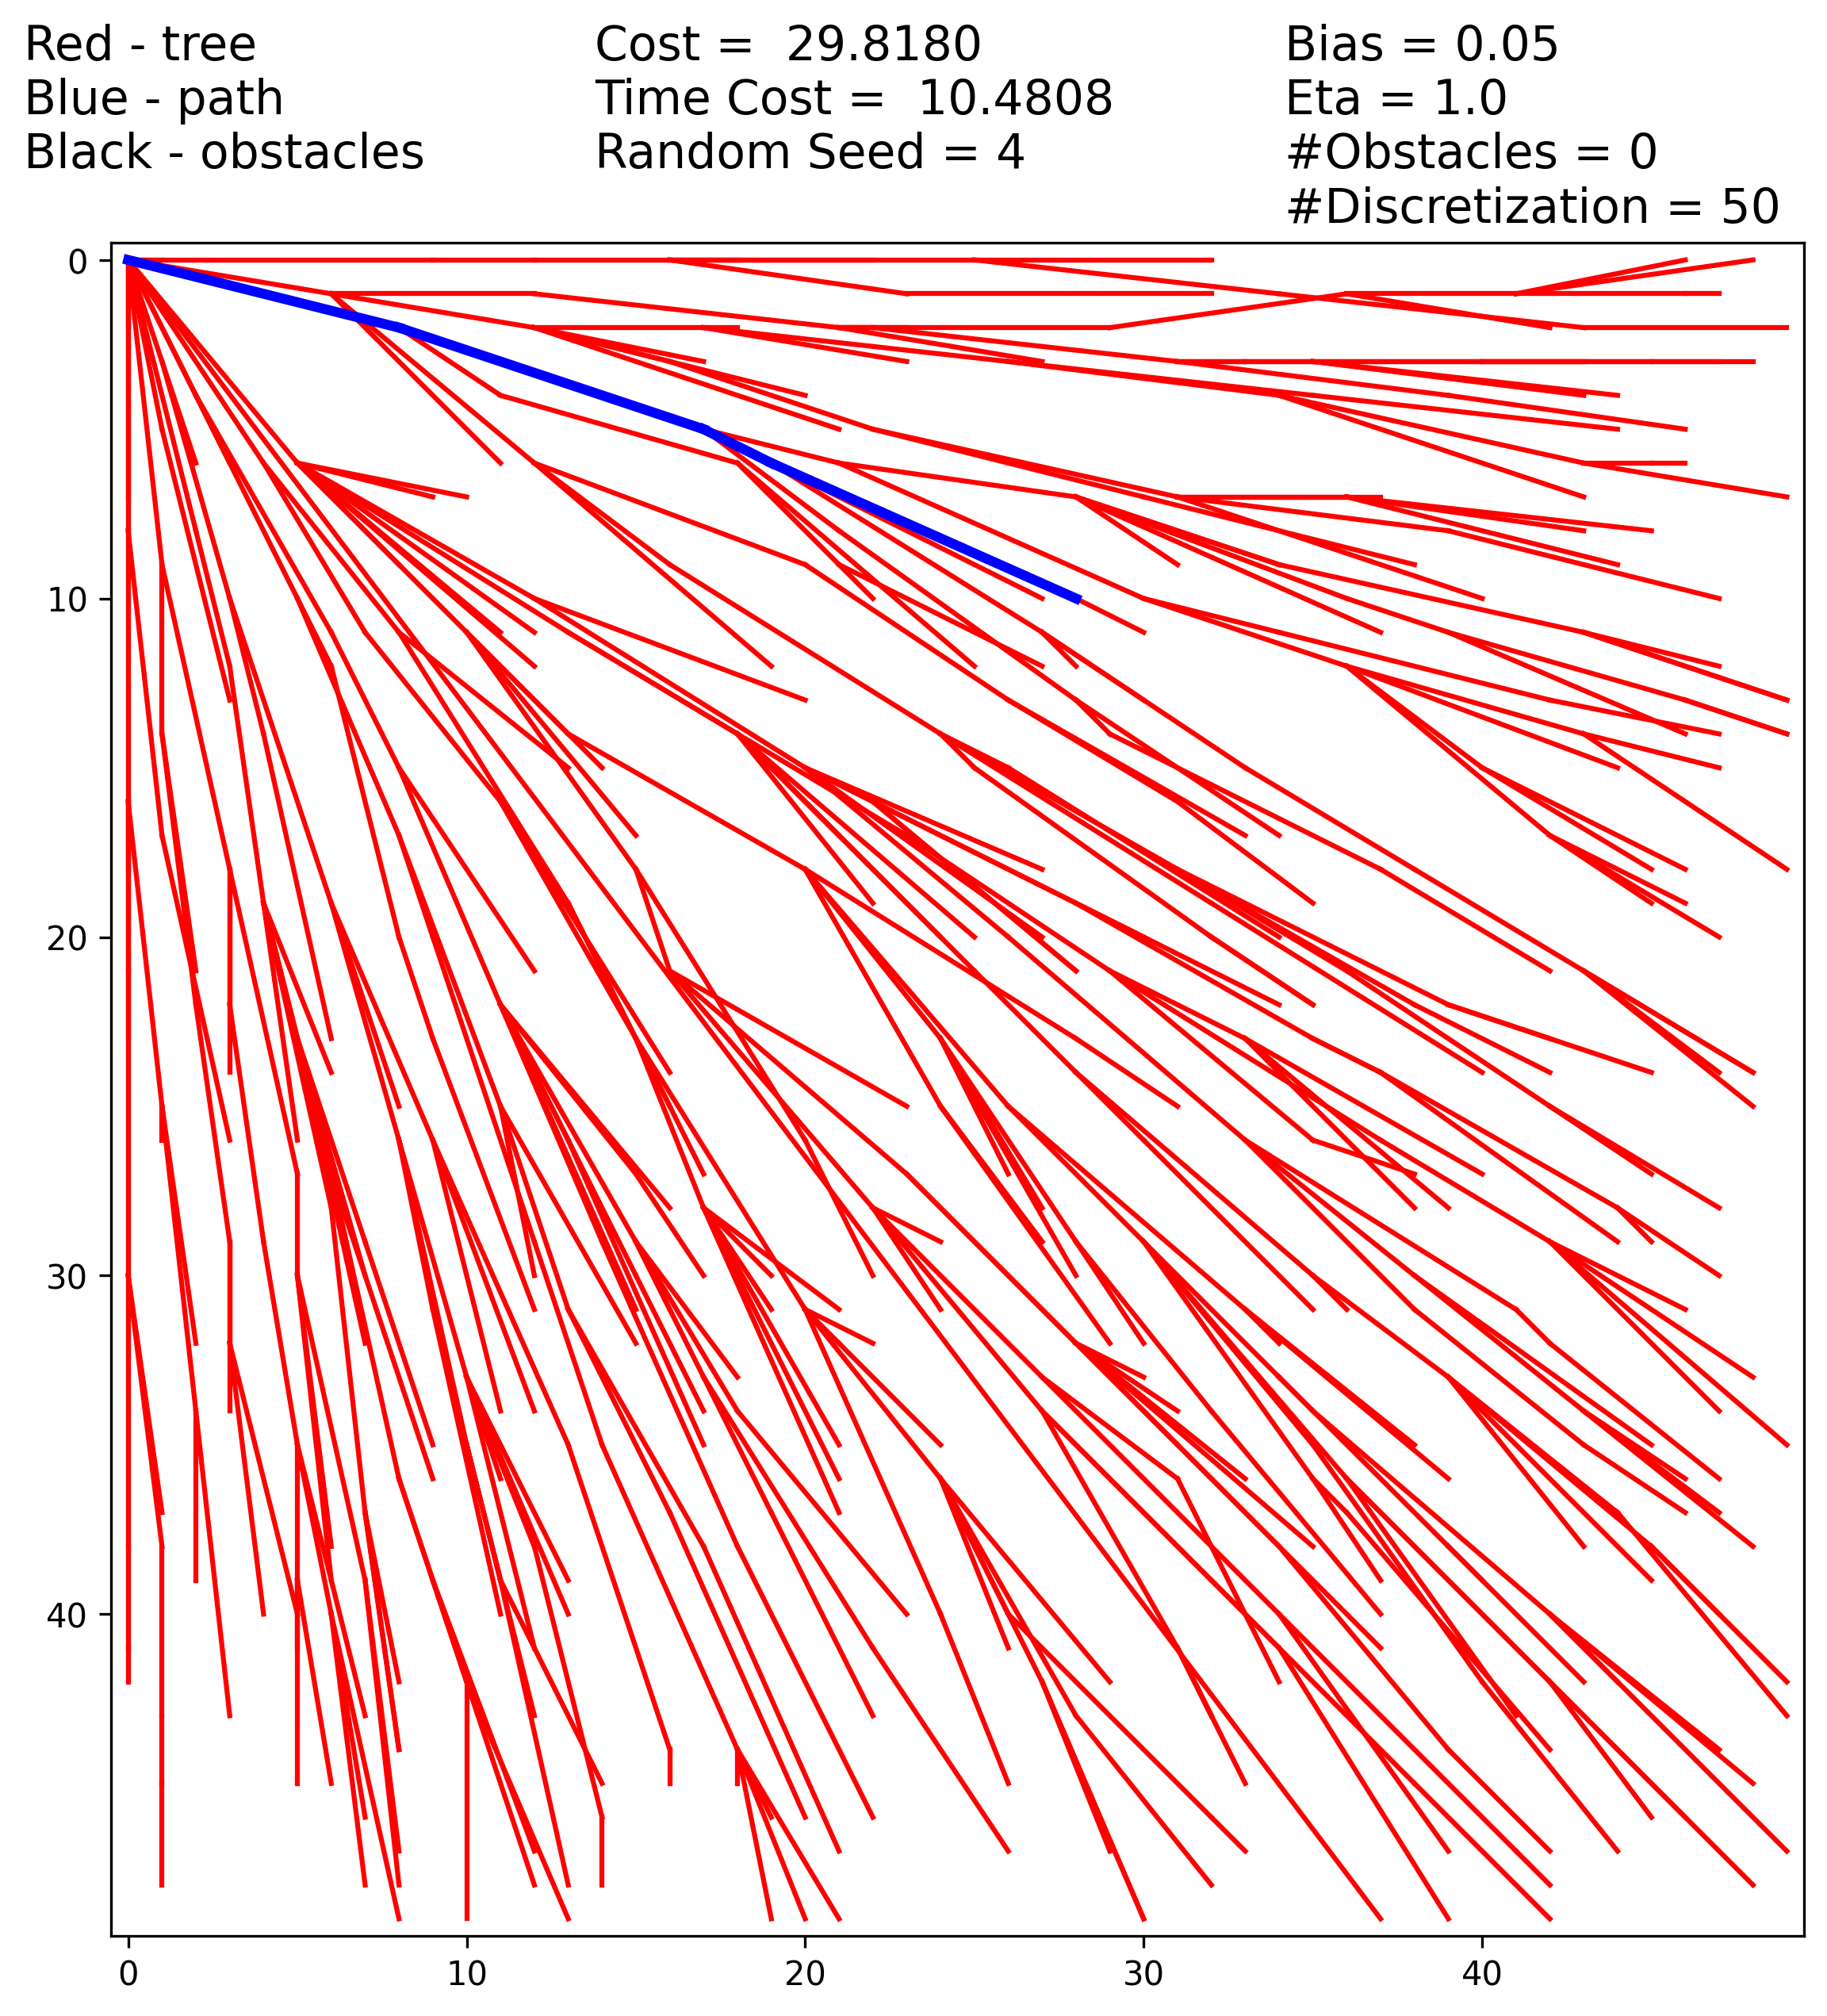 Red - tree
Blue - path
Black - obstacles
Cost =  29.8180
Time Cost =  10.4808
Random Seed = 4
Bias = 0.05
Eta = 1.0
#Obstacles = 0
#Discretization = 50
0
10
20
30
40
0
10
20
30
40